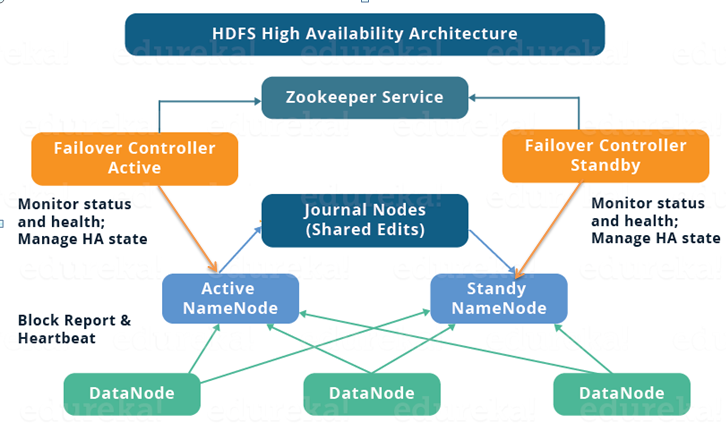 HDFS High Availability Architecture
Zookeeper Service
Failover Controller
Active
Failover Controller
Standby
Monitor status
and health;
Manage HA state
Journal Nodes
(Shared Edits)
Monitor status
and health;
Manage HA state
Active
NameNode
Standy
NameNode
Block Report &
Heartbeat
DataNode
DataNode
DataNode
edureka!